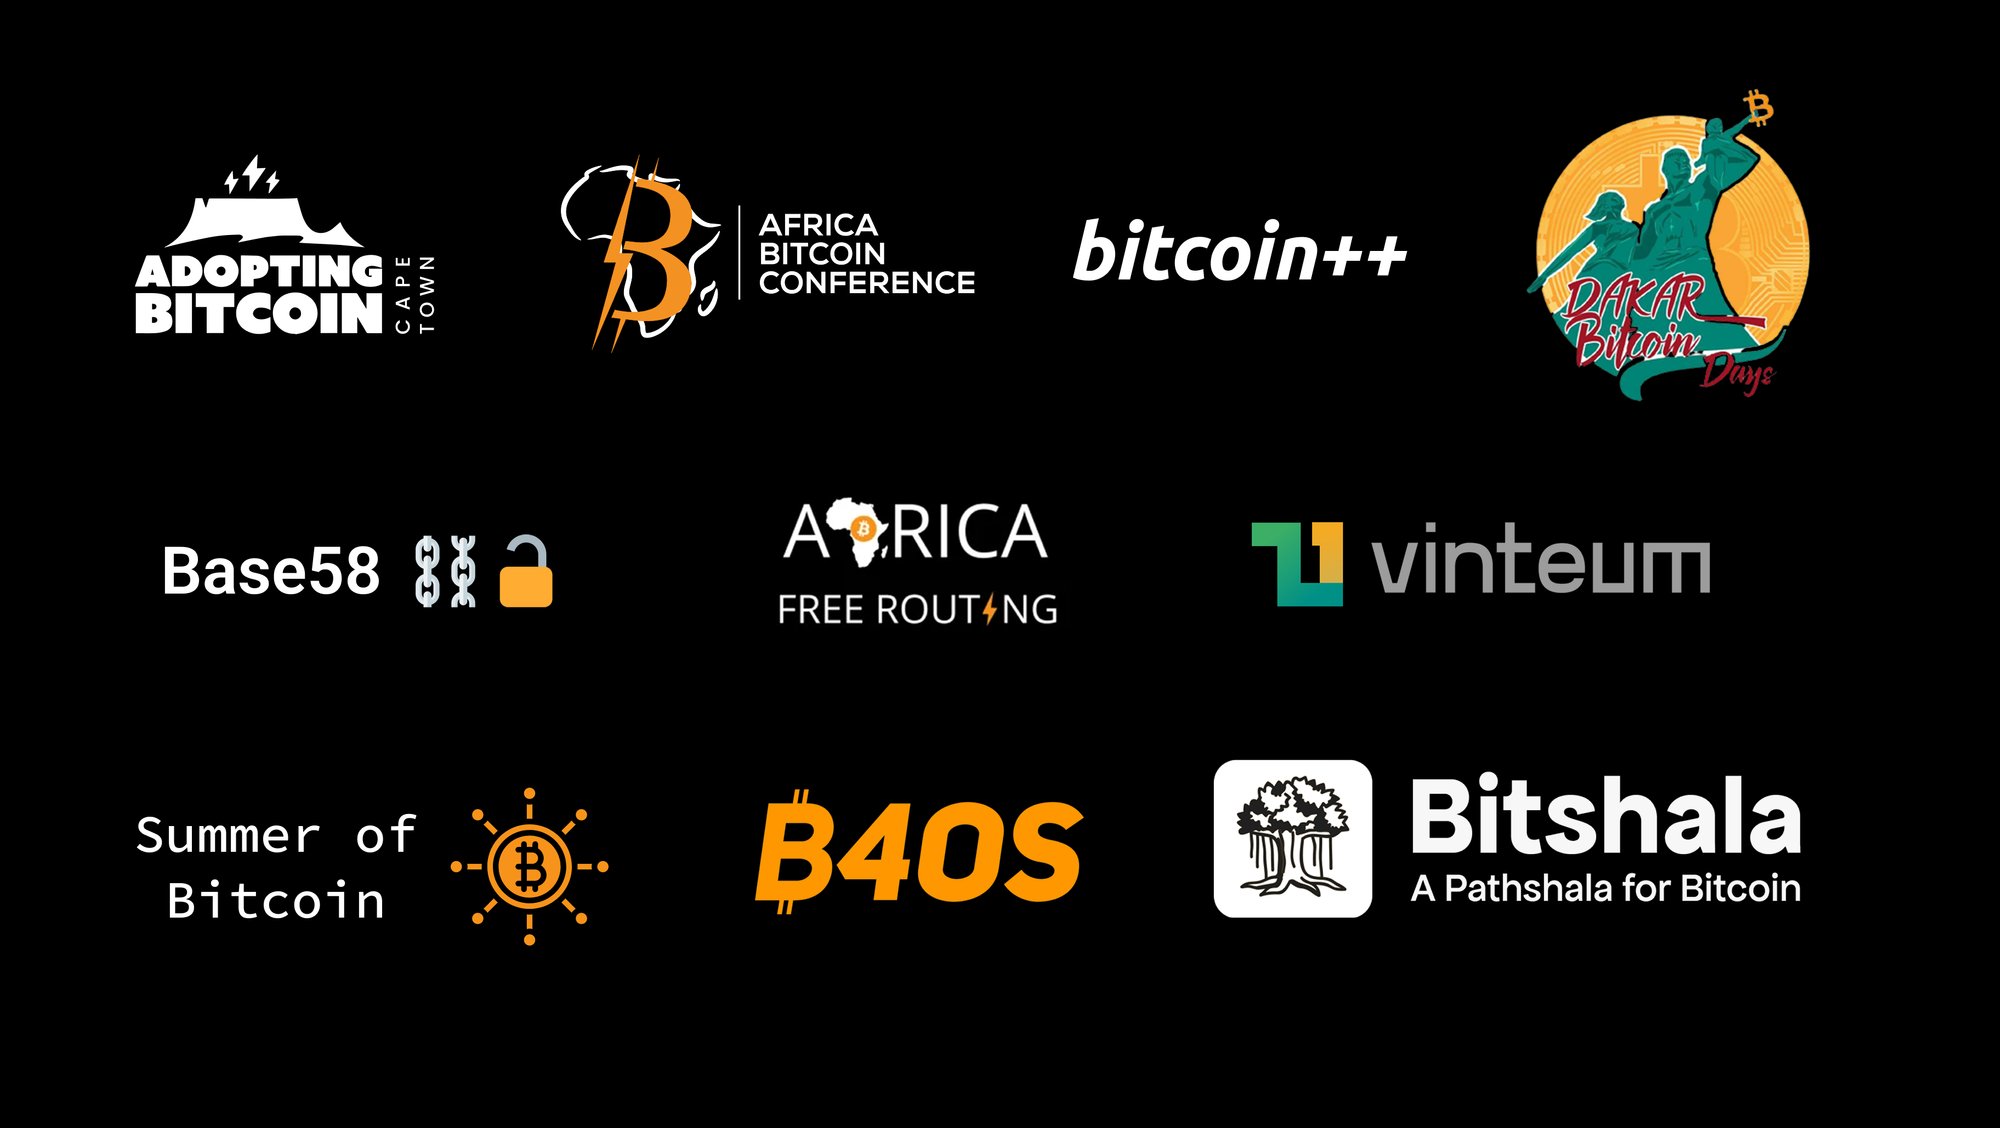 ADOPTING
BITCOIN
CAPE
TOWN
AFRICA
BITCOIN
CONFERENCE
bitcoin++
DAKAR
Bitcoin
Days
Base58
AFRICA
FREE ROUTING
vinteum
Summer of
Bitcoin
B4OS
Bitshala
A Pathshala for Bitcoin